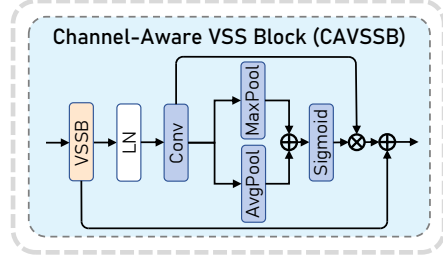 Channel-Aware VSS Block (CAVSSB)
VSSB
LN
Conv
MaxPool
AvgPool
Sigmoid